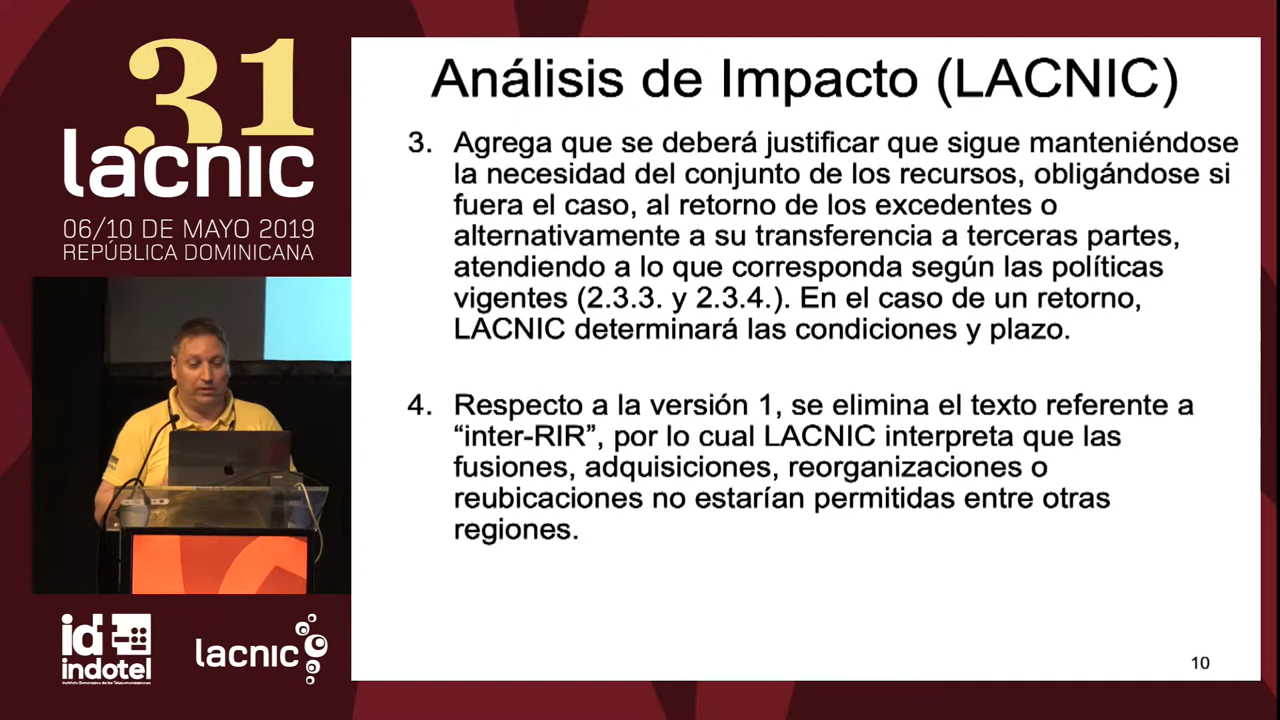 31
lacnic
06/10 DE MAYO 2019
REPÚBLICA DOMINICANA
Análisis de Impacto (LACNIC)
3. Agrega que se deberá justificar que sigue manteniéndose
la necesidad del conjunto de los recursos, obligándose si
fuera el caso, al retorno de los excedentes o
alternativamente a su transferencia a terceras partes,
atendiendo a lo que corresponda según las políticas
vigentes (2.3.3. y 2.3.4.). En el caso de un retorno,
LACNIC determinará las condiciones y plazo.
4. Respecto a la versión 1, se elimina el texto referente a
“inter-RIR”, por lo cual LACNIC interpreta que las
fusiones, adquisiciones, reorganizaciones o
reubicaciones no estarían permitidas entre otras
regiones.
10
id
indotel
Instituto Dominicano de las Telecomunicaciones
lacnic